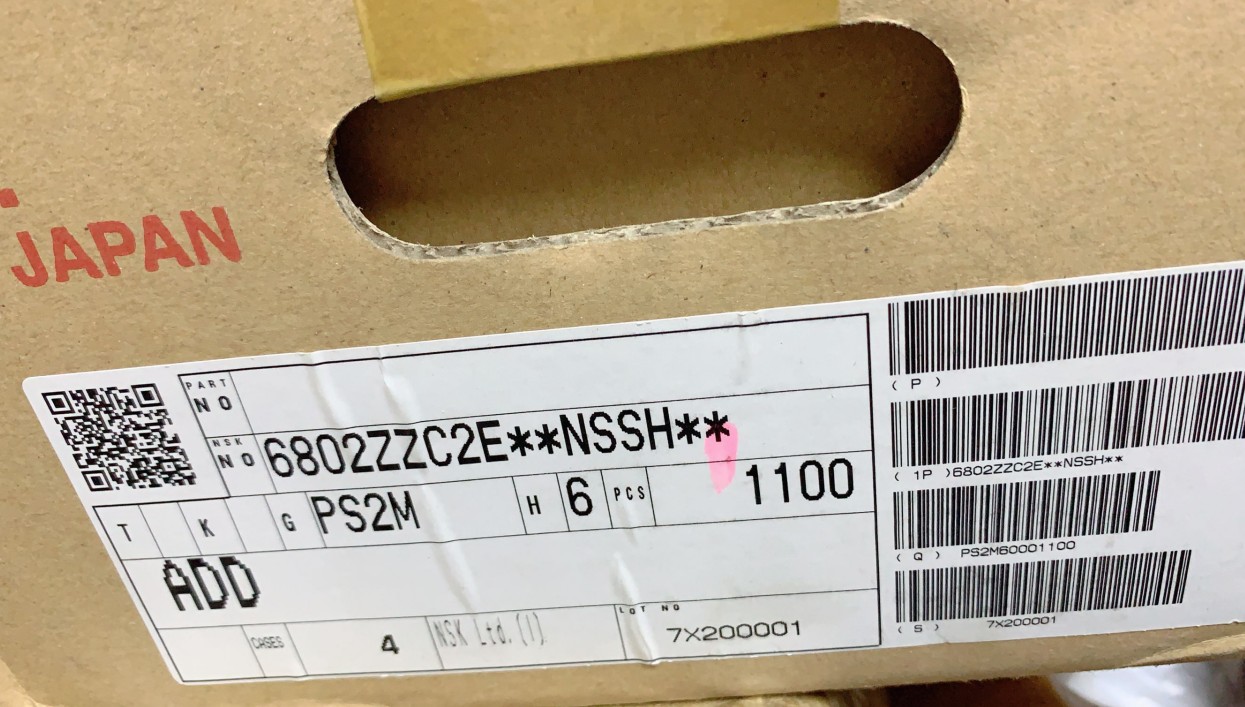 JAPAN
PART NO
NSK NO 6802ZZC2E**NSSH**
T K G PS2M H 6 PCS 1100
ADD
CASES 4 NSK Ltd.(I) LOT NO 7X200001
(P)
(1P)6802ZZC2E**NSSH**
(Q) PS2M60001100
(S) 7X200001